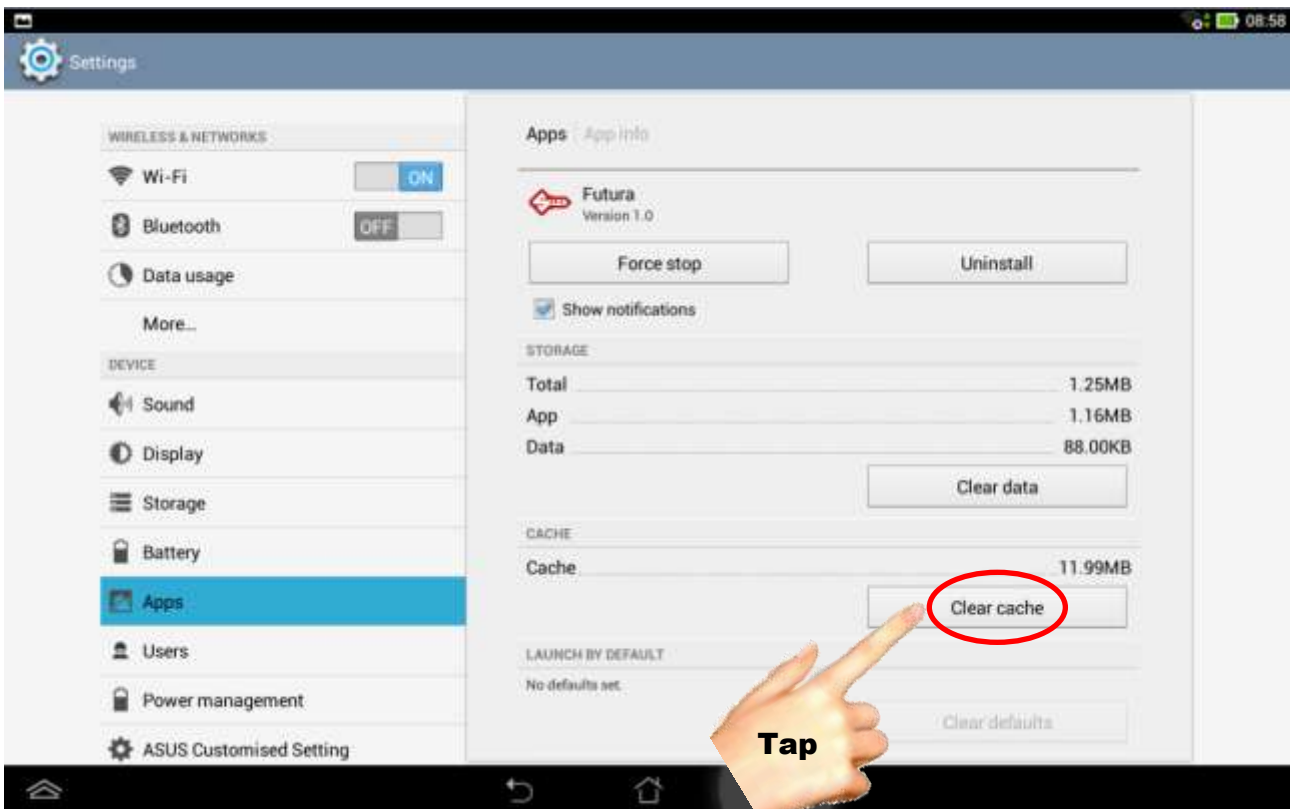 08:58
Settings
WIRELESS & NETWORKS
Wi-Fi ON
Bluetooth OFF
Data usage
More...
DEVICE
Sound
Display
Storage
Battery
Apps
Users
Power management
ASUS Customised Setting
Apps App info
Futura
Version 1.0
Force stop Uninstall
Show notifications
STORAGE
Total 1.25MB
App 1.16MB
Data 88.00KB
Clear data
CACHE
Cache 11.99MB
Clear cache
LAUNCH BY DEFAULT
No defaults set.
Clear defaults
Tap